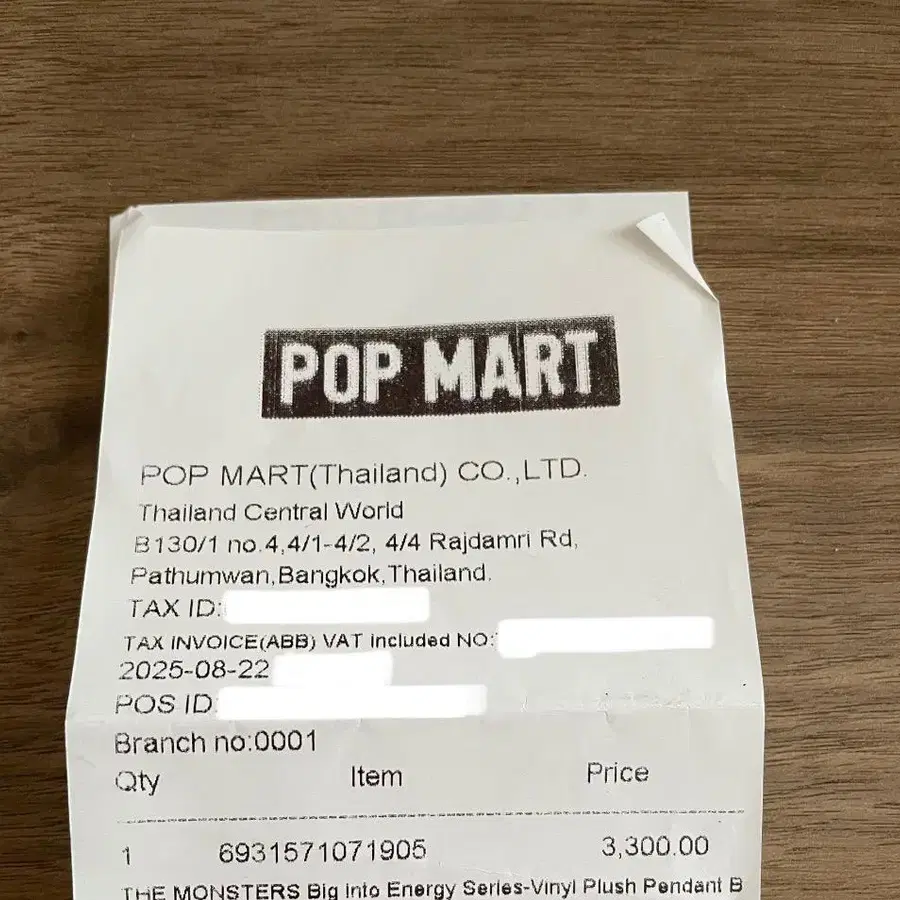 POP MART
POP MART(Thailand) CO.,LTD.
Thailand Central World
B130/1 no.4,4/1-4/2, 4/4 Rajdamri Rd,
Pathumwan,Bangkok,Thailand.
TAX ID:
TAX INVOICE(ABB) VAT included NO:
2025-08-22
POS ID
Branch no:0001
Qty Item Price
1 6931571071905 3,300.00
THE MONSTERS Big into Energy Series-Vinyl Plush Pendant B